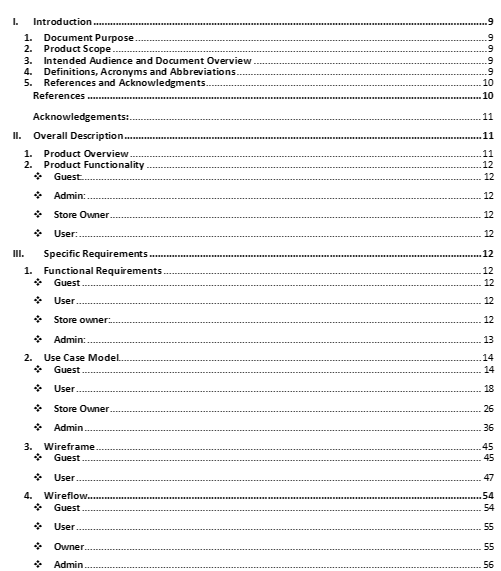 I. Introduction 9
1. Document Purpose 9
2. Product Scope 9
3. Intended Audience and Document Overview 9
4. Definitions, Acronyms and Abbreviations 9
5. References and Acknowledgments 10
References 10
Acknowledgements: 11
II. Overall Description 11
1. Product Overview 11
2. Product Functionality 12
❖ Guest: 12
❖ Admin: 12
❖ Store Owner 12
❖ User: 12
III. Specific Requirements 12
1. Functional Requirements 12
❖ Guest 12
❖ User 12
❖ Store owner: 12
❖ Admin: 13
2. Use Case Model 14
❖ Guest 14
❖ User 18
❖ Store Owner 26
❖ Admin 36
3. Wireframe 45
❖ Guest 45
❖ User 47
4. Wireflow 54
❖ Guest 54
❖ User 55
❖ Owner 55
❖ Admin 56